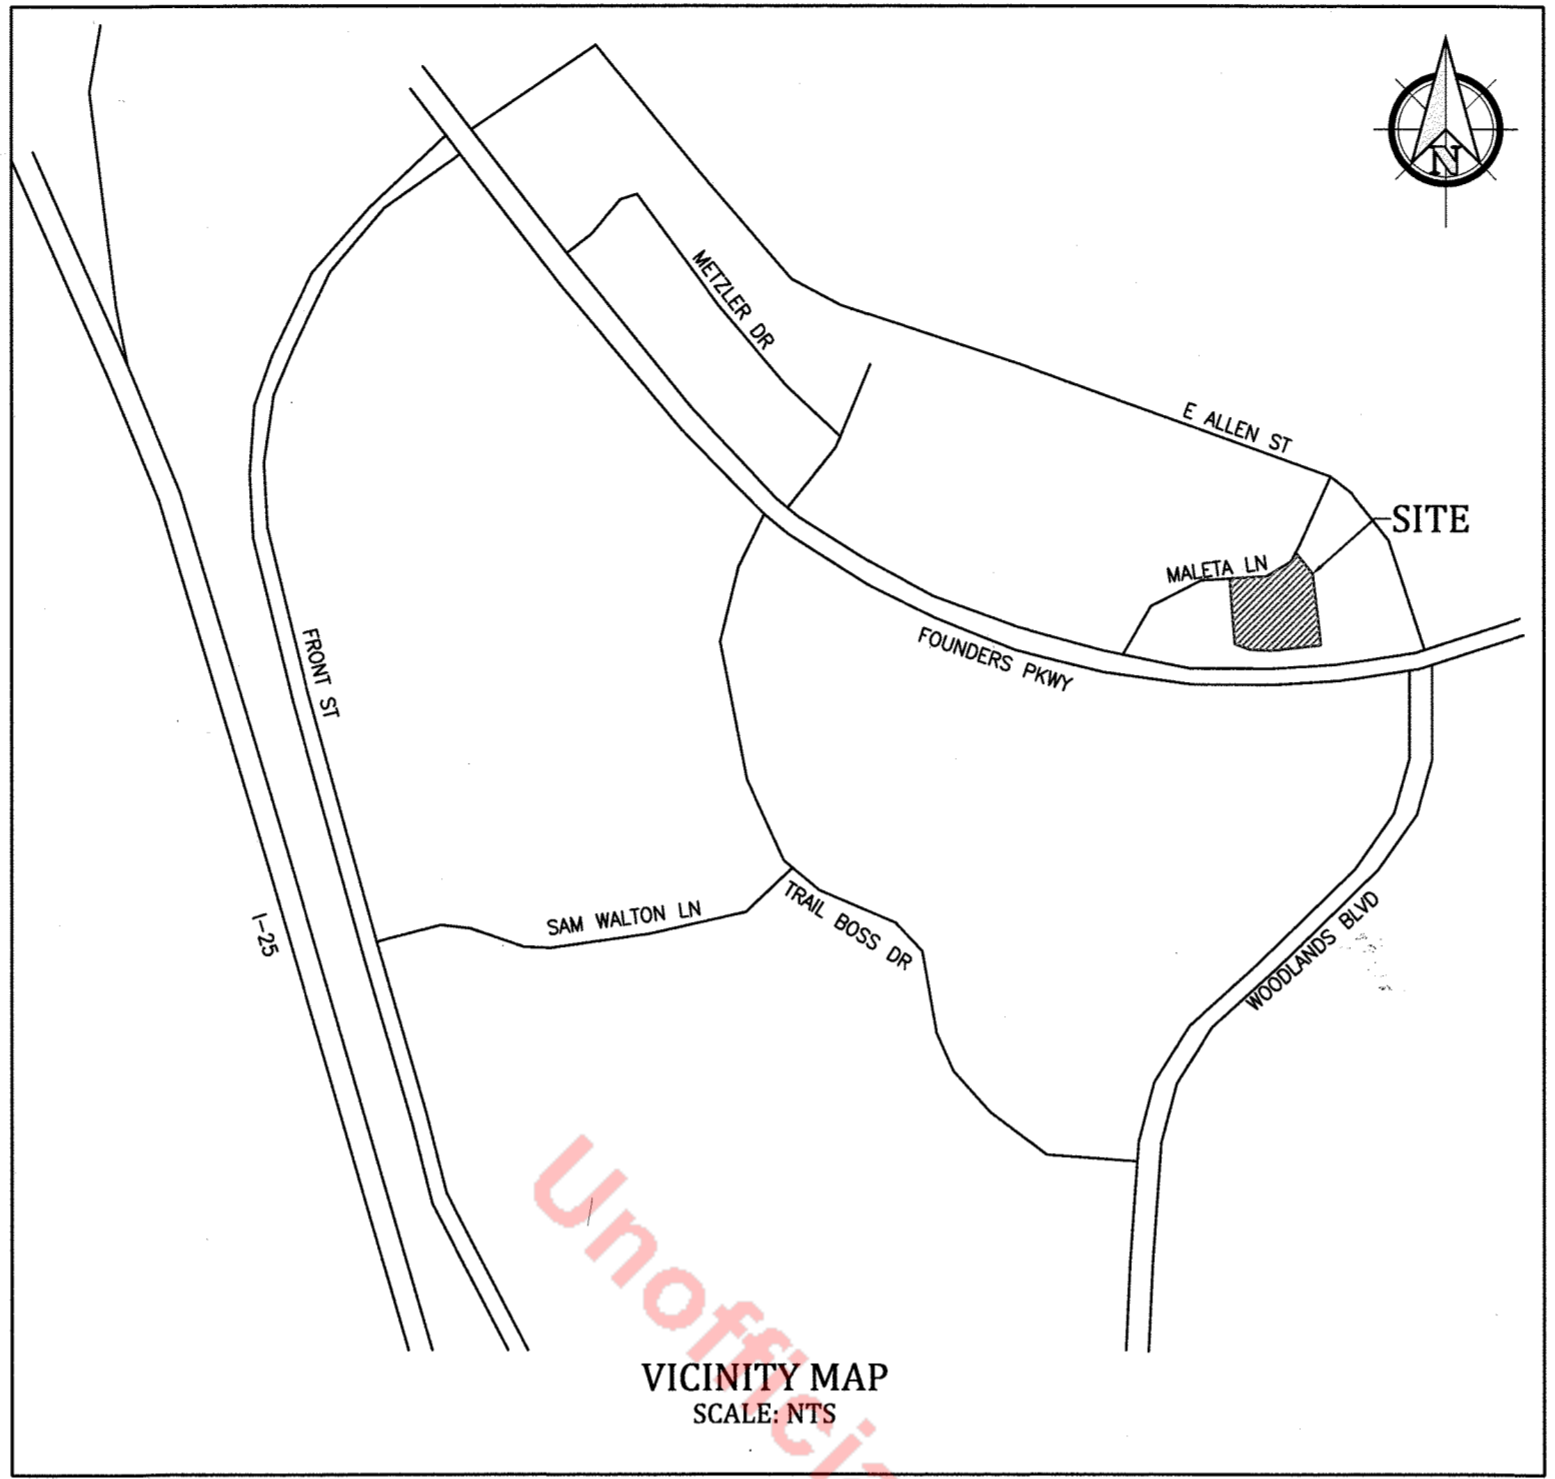 N
METZLER DR
E ALLEN ST
SITE
MALETA LN
FOUNDERS PKWY
FRONT ST
I-25
SAM WALTON LN
TRAIL BOSS DR
WOODLANDS BLVD
VICINITY MAP
SCALE: NTS
Unoffici